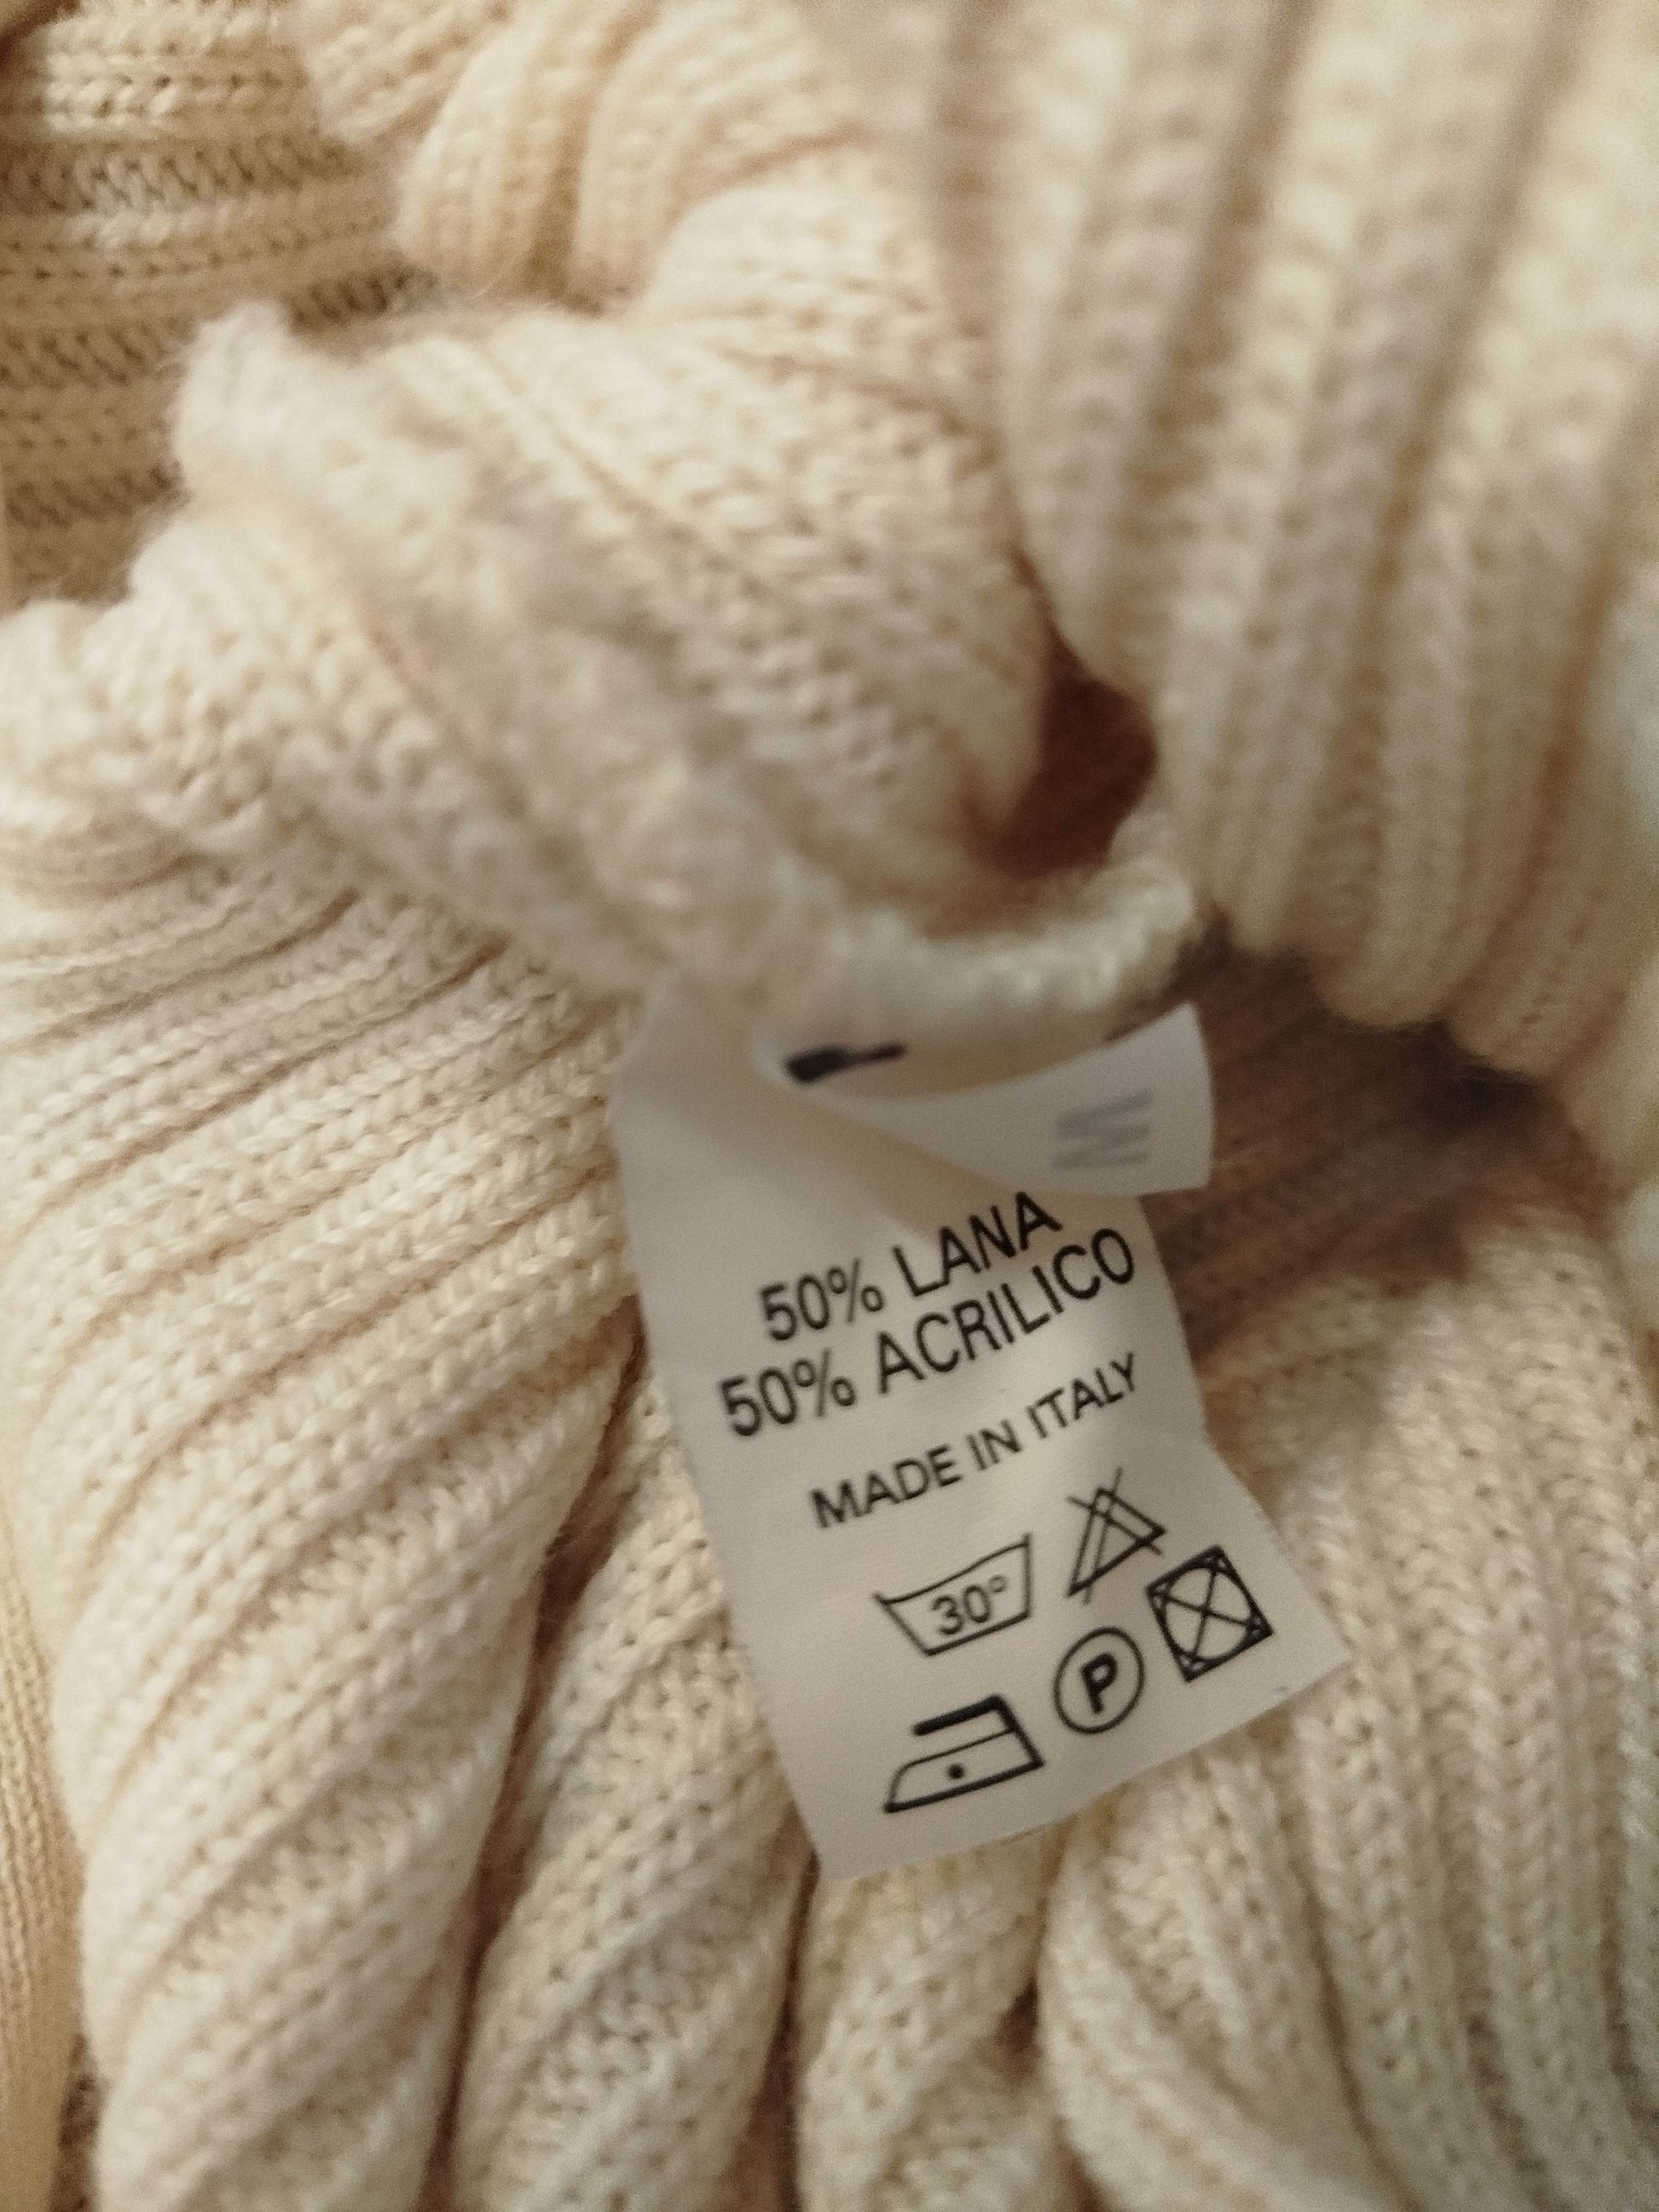 M
50% LANA
50% ACRILICO
MADE IN ITALY
30°
P